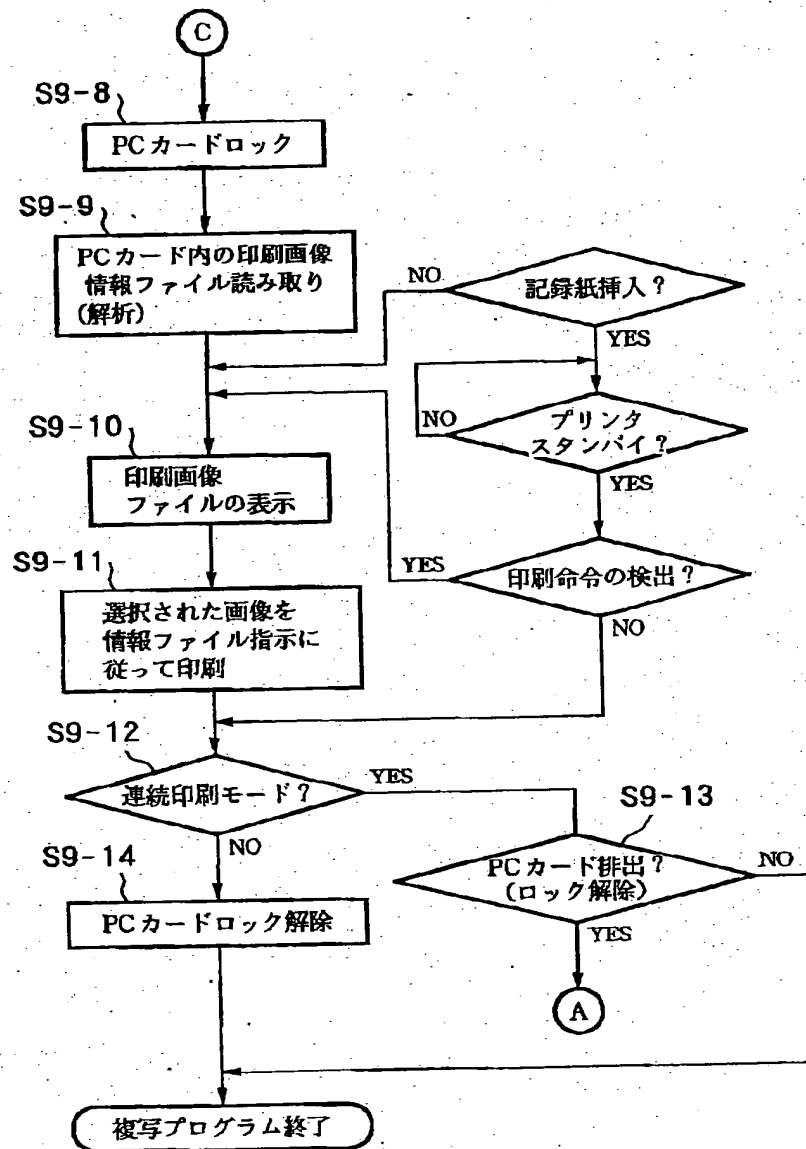 C
S9-8
PCカードロック
S9-9
PCカード内の印刷画像
情報ファイル読み取り
(解析)
NO
記録紙挿入?
YES
NO
プリンタ
スタンバイ?
YES
S9-10
印刷画像
ファイルの表示
YES
印刷命令の検出?
NO
S9-11
選択された画像を
情報ファイル指示に
従って印刷
S9-12
連続印刷モード?
YES
NO
S9-13
PCカード排出?
(ロック解除)
NO
YES
S9-14
PCカードロック解除
A
複写プログラム終了